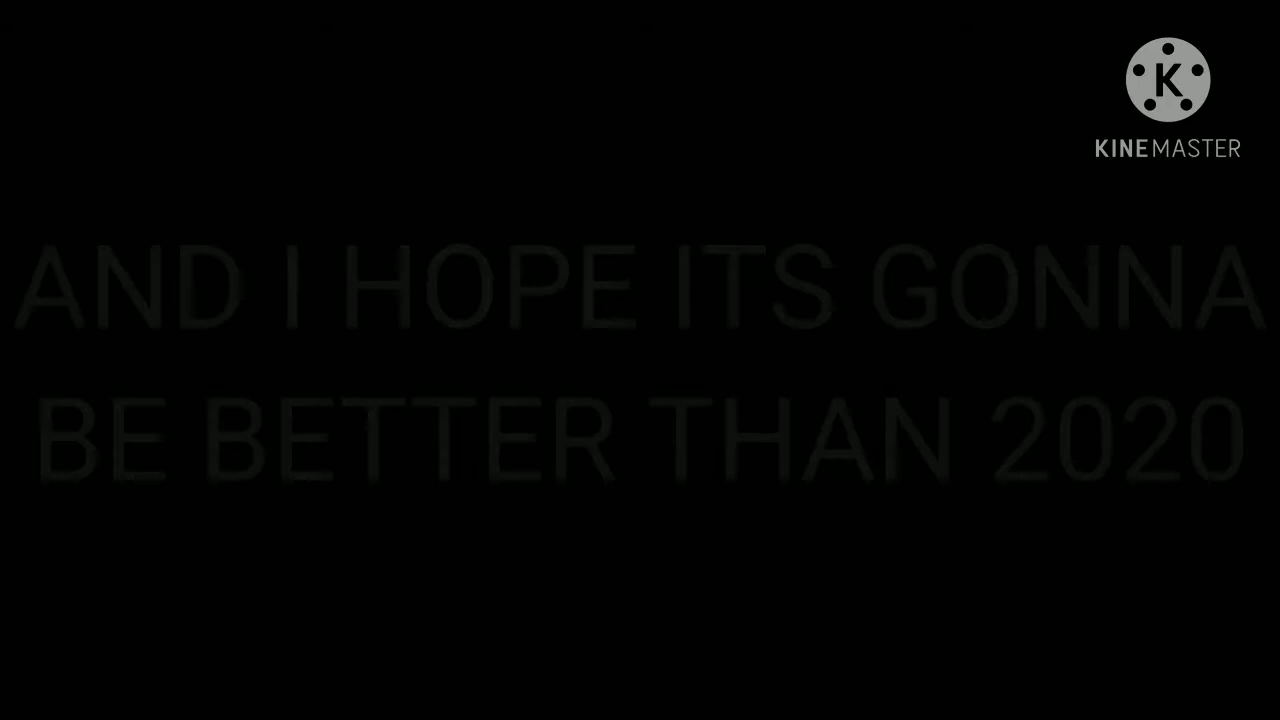 K
KINEMASTER
AND I HOPE ITS GONNA
BE BETTER THAN 2020